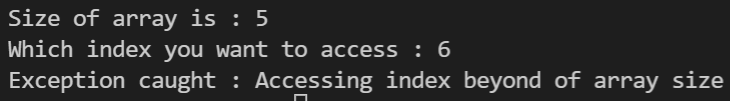 Size of array is : 5
Which index you want to access : 6
Exception caught : Accessing index beyond of array size